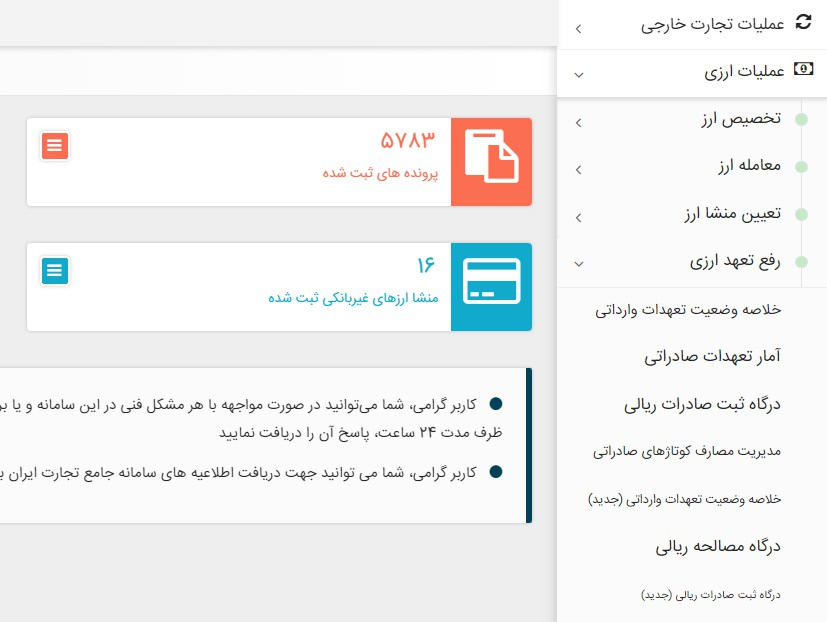 عملیات تجارت خارجی
عملیات ارزی
تخصیص ارز
معامله ارز
تعیین منشا ارز
رفع تعهد ارزی
خلاصه وضعیت تعهدات وارداتی
آمار تعهدات صادراتی
درگاه ثبت صادرات ریالی
مدیریت مصارف کوتاژهای صادراتی
خلاصه وضعیت تعهدات وارداتی (جدید)
درگاه مصالحه ریالی
درگاه ثبت صادرات ریالی (جدید)
۵۷۸۳
پرونده های ثبت شده
۱۶
منشا ارزهای غیربانکی ثبت شده
کاربر گرامی، شما می‌توانید در صورت مواجهه با هر مشکل فنی در این سامانه و یا
ظرف مدت ۲۴ ساعت، پاسخ آن را دریافت نمایید
کاربر گرامی، شما می توانید جهت دریافت اطلاعیه های سامانه جامع تجارت ایران